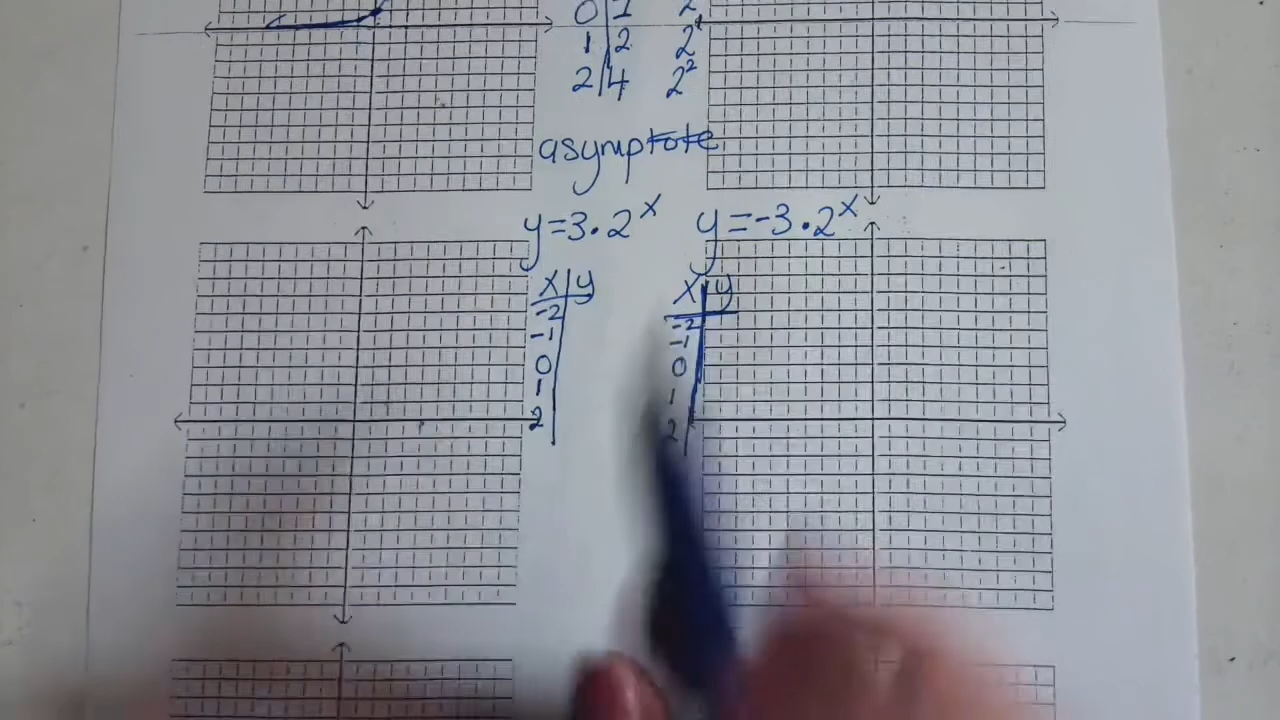 0 1 2
1 2 2
2 4 2²
asymptote
y=3·2ˣ y=-3·2ˣ
x y x y
-2 -2
-1 -1
0 0
1 1
2 2